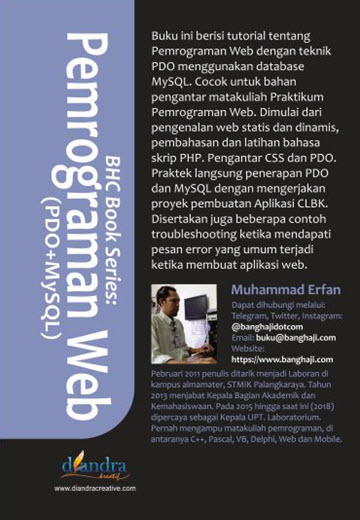 BHC Book Series:
Pemrograman Web
(PDO+MySQL)
Buku ini berisi tutorial tentang
Pemrograman Web dengan teknik
PDO menggunakan database
MySQL. Cocok untuk bahan
pengantar matakuliah Praktikum
Pemrograman Web. Dimulai dari
pengenalan web statis dan dinamis,
pembahasan dan latihan bahasa
skrip PHP. Pengantar CSS dan PDO.
Praktek langsung penerapan PDO
dan MySQL dengan mengerjakan
proyek pembuatan Aplikasi CLBK.
Disertakan juga beberapa contoh
troubleshooting ketika mendapati
pesan error yang umum terjadi
ketika membuat aplikasi web.
Muhammad Erfan
Dapat dihubungi melalui:
Telegram, Twitter, Instagram:
@banghajidotcom
Email: buku@banghaji.com
Website:
https://www.banghaji.com
Pebruari 2011 penulis ditarik menjadi Laboran di
kampus almamater, STMIK Palangkaraya. Tahun
2013 menjabat Kepala Bagian Akademik dan
Kemahasiswaan. Pada 2015 hingga saat ini (2018)
dipercaya sebagai Kepala UPT. Laboratorium.
Pernah mengampu matakuliah pemrograman, di
antaranya C++, Pascal, VB, Delphi, Web dan Mobile.
diandra
kreatif
www.diandracreative.com